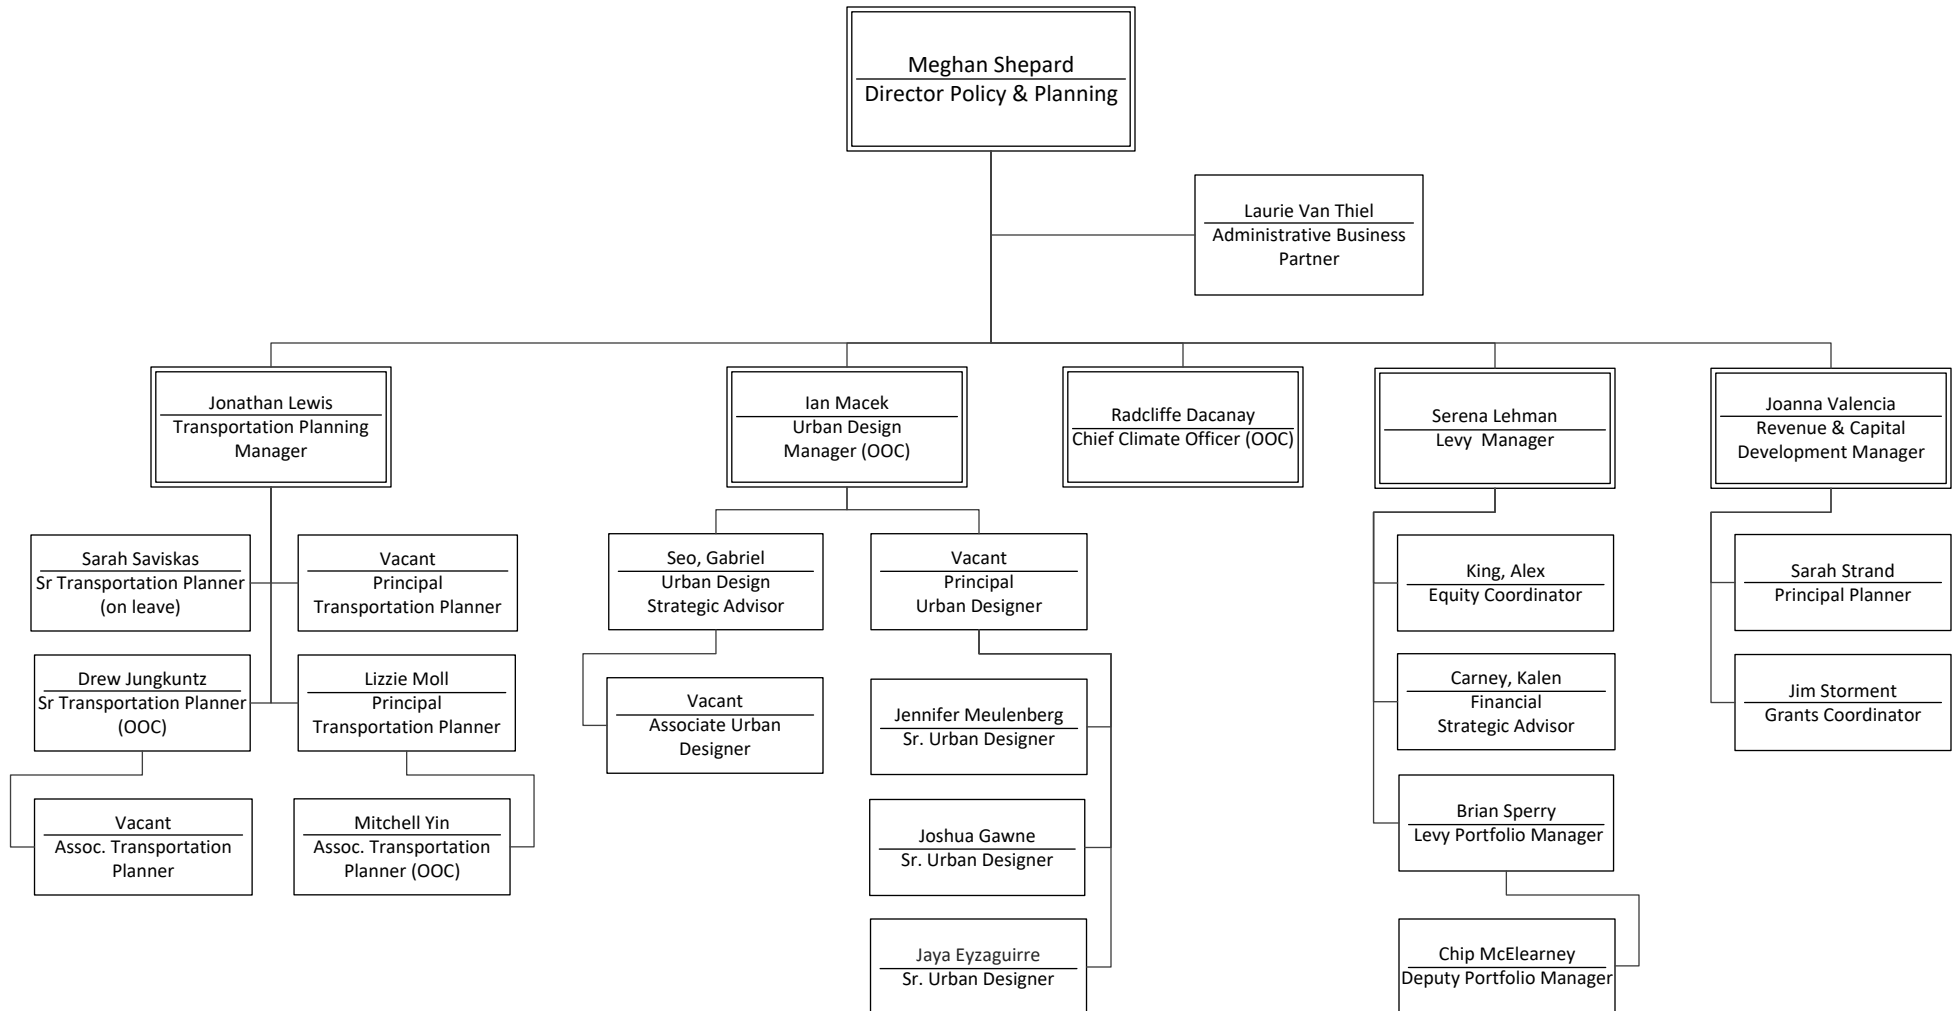 Meghan Shepard
Director Policy & Planning
Laurie Van Thiel
Administrative Business
Partner
Jonathan Lewis
Transportation Planning
Manager
Ian Macek
Urban Design
Manager (OOC)
Radcliffe Dacanay
Chief Climate Officer (OOC)
Serena Lehman
Levy  Manager
Joanna Valencia
Revenue & Capital
Development Manager
Sarah Saviskas
Sr Transportation Planner
(on leave)
Vacant
Principal
Transportation Planner
Drew Jungkuntz
Sr Transportation Planner
(OOC)
Lizzie Moll
Principal
Transportation Planner
Vacant
Assoc. Transportation
Planner
Mitchell Yin
Assoc. Transportation
Planner (OOC)
Seo, Gabriel
Urban Design
Strategic Advisor
Vacant
Associate Urban
Designer
Vacant
Principal
Urban Designer
Jennifer Meulenberg
Sr. Urban Designer
Joshua Gawne
Sr. Urban Designer
Jaya Eyzaguirre
Sr. Urban Designer
King, Alex
Equity Coordinator
Carney, Kalen
Financial
Strategic Advisor
Brian Sperry
Levy Portfolio Manager
Chip McElearney
Deputy Portfolio Manager
Sarah Strand
Principal Planner
Jim Storment
Grants Coordinator